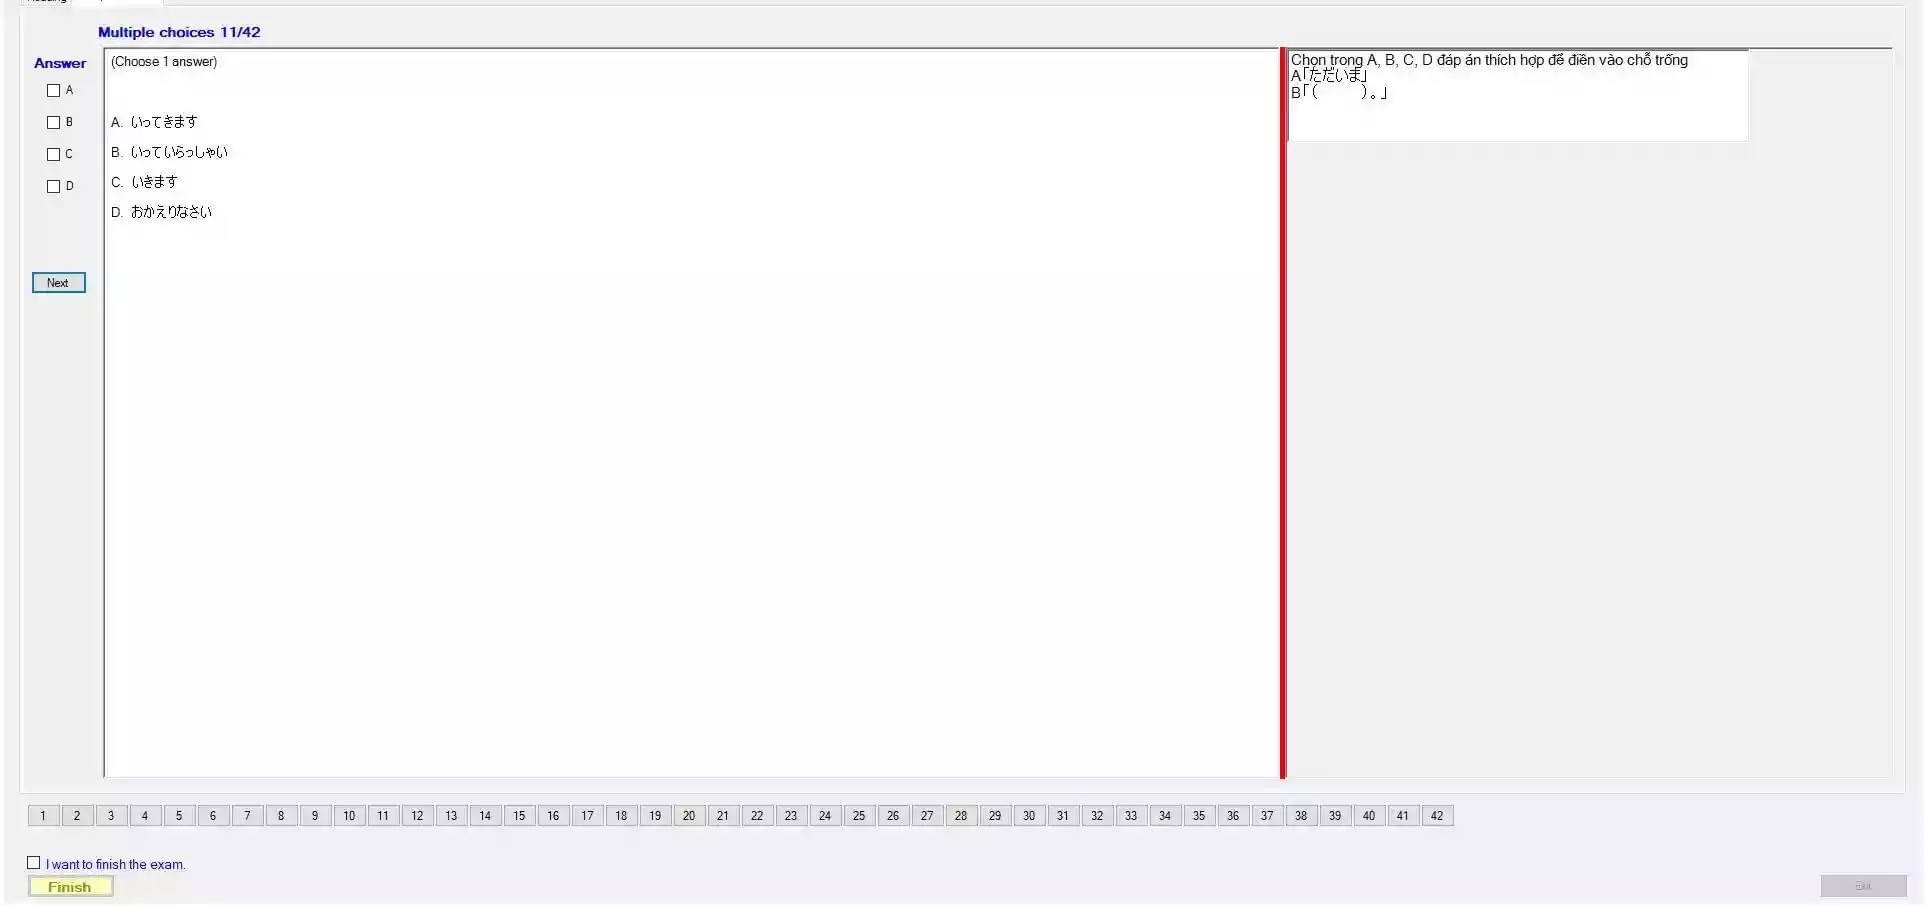 Multiple choices 11/42
Answer
A
B
C
D
Next
(Choose 1 answer)
A. いってきます
B. いっていらっしゃい
C. いきます
D. おかえりなさい
Chọn trong A, B, C, D đáp án thích hợp để điền vào chỗ trống
A「ただいま」
B「(　　　)。」
1 2 3 4 5 6 7 8 9 10 11 12 13 14 15 16 17 18 19 20 21 22 23 24 25 26 27 28 29 30 31 32 33 34 35 36 37 38 39 40 41 42
I want to finish the exam.
Finish
Exit